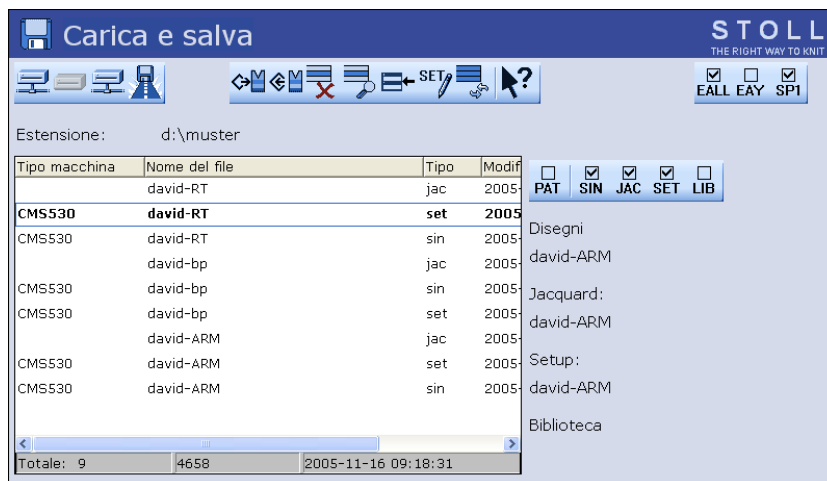 Carica e salva
STOLL
THE RIGHT WAY TO KNIT
SET
?
EALL EAY SP1
Estensione: d:\muster
Tipo macchina Nome del file Tipo Modif
david-RT jac 2005-
CMS530 david-RT set 2005
CMS530 david-RT sin 2005-
david-bp jac 2005-
CMS530 david-bp sin 2005-
CMS530 david-bp set 2005-
david-ARM jac 2005-
CMS530 david-ARM set 2005-
CMS530 david-ARM sin 2005-
Totale: 9 4658 2005-11-16 09:18:31
PAT SIN JAC SET LIB
Disegni
david-ARM
Jacquard:
david-ARM
Setup:
david-ARM
Biblioteca